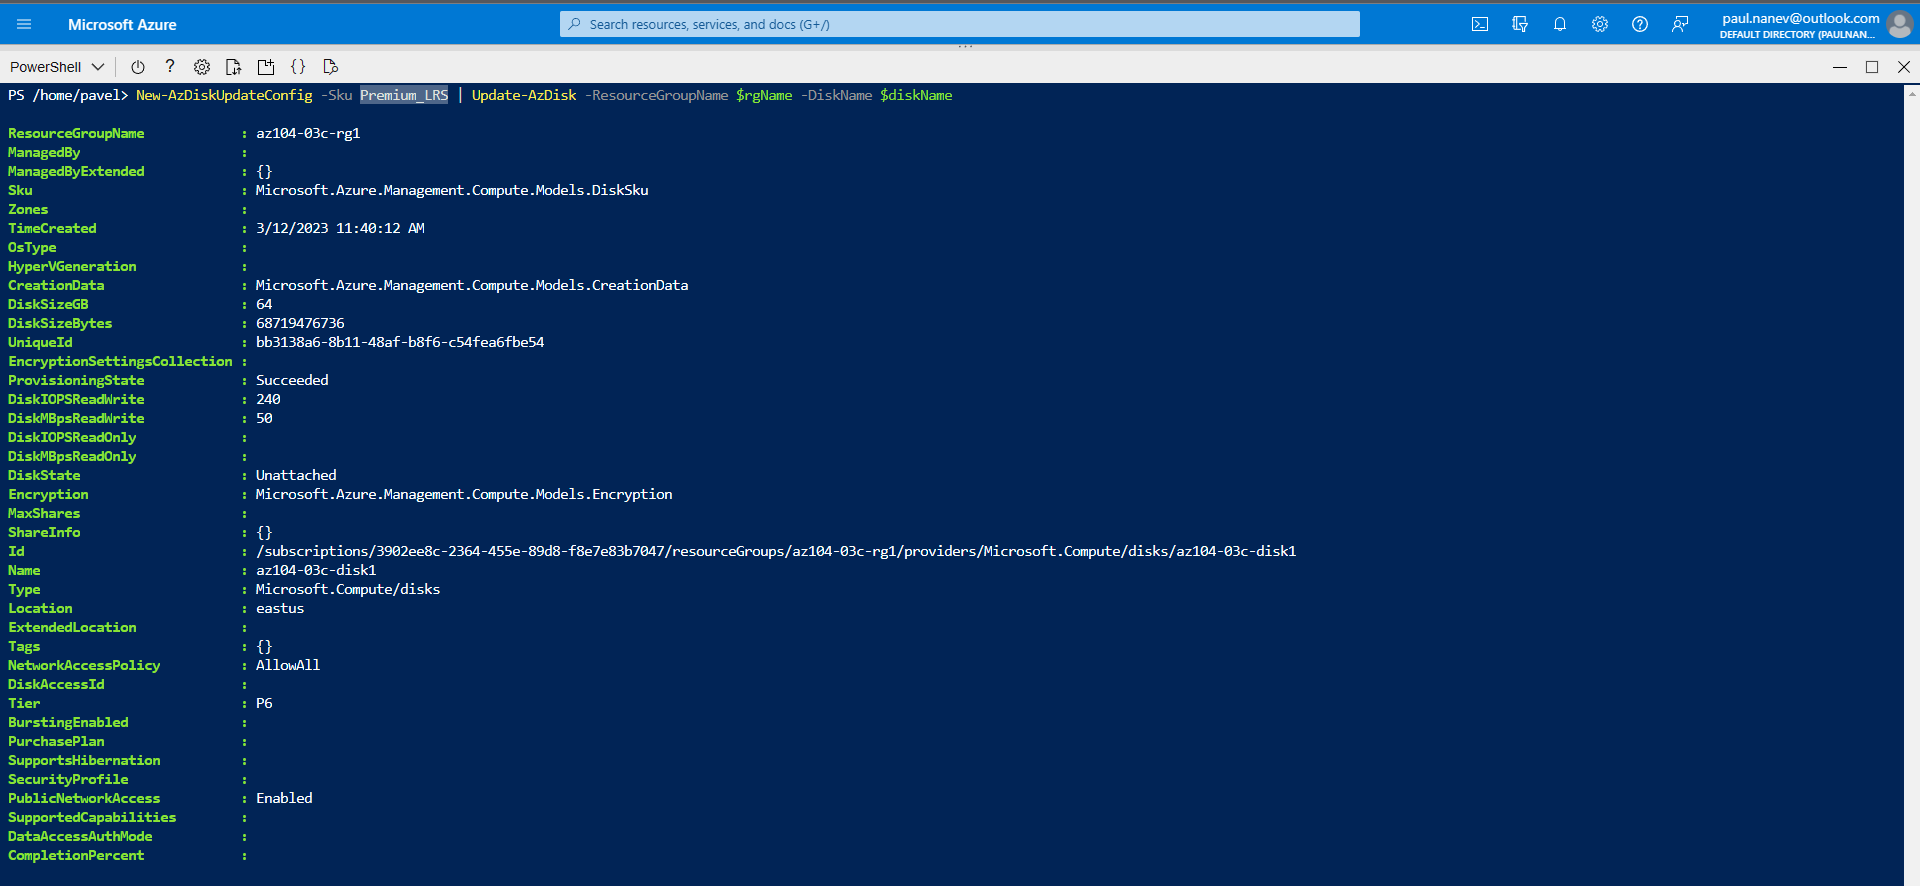 Microsoft Azure
Search resources, services, and docs (G+/)
paul.nanev@outlook.com
DEFAULT DIRECTORY (PAULNAN...
PowerShell
PS /home/pavel> New-AzDiskUpdateConfig -Sku Premium_LRS | Update-AzDisk -ResourceGroupName $rgName -DiskName $diskName
ResourceGroupName : az104-03c-rg1
ManagedBy :
ManagedByExtended : {}
Sku : Microsoft.Azure.Management.Compute.Models.DiskSku
Zones :
TimeCreated : 3/12/2023 11:40:12 AM
OsType :
HyperVGeneration :
CreationData : Microsoft.Azure.Management.Compute.Models.CreationData
DiskSizeGB : 64
DiskSizeBytes : 68719476736
UniqueId : bb3138a6-8b11-48af-b8f6-c54fea6fbe54
EncryptionSettingsCollection :
ProvisioningState : Succeeded
DiskIOPSReadWrite : 240
DiskMBpsReadWrite : 50
DiskIOPSReadOnly :
DiskMBpsReadOnly :
DiskState : Unattached
Encryption : Microsoft.Azure.Management.Compute.Models.Encryption
MaxShares :
ShareInfo : {}
Id : /subscriptions/3902ee8c-2364-455e-89d8-f8e7e83b7047/resourceGroups/az104-03c-rg1/providers/Microsoft.Compute/disks/az104-03c-disk1
Name : az104-03c-disk1
Type : Microsoft.Compute/disks
Location : eastus
ExtendedLocation :
Tags : {}
NetworkAccessPolicy : AllowAll
DiskAccessId :
Tier : P6
BurstingEnabled :
PurchasePlan :
SupportsHibernation :
SecurityProfile :
PublicNetworkAccess : Enabled
SupportedCapabilities :
DataAccessAuthMode :
CompletionPercent :